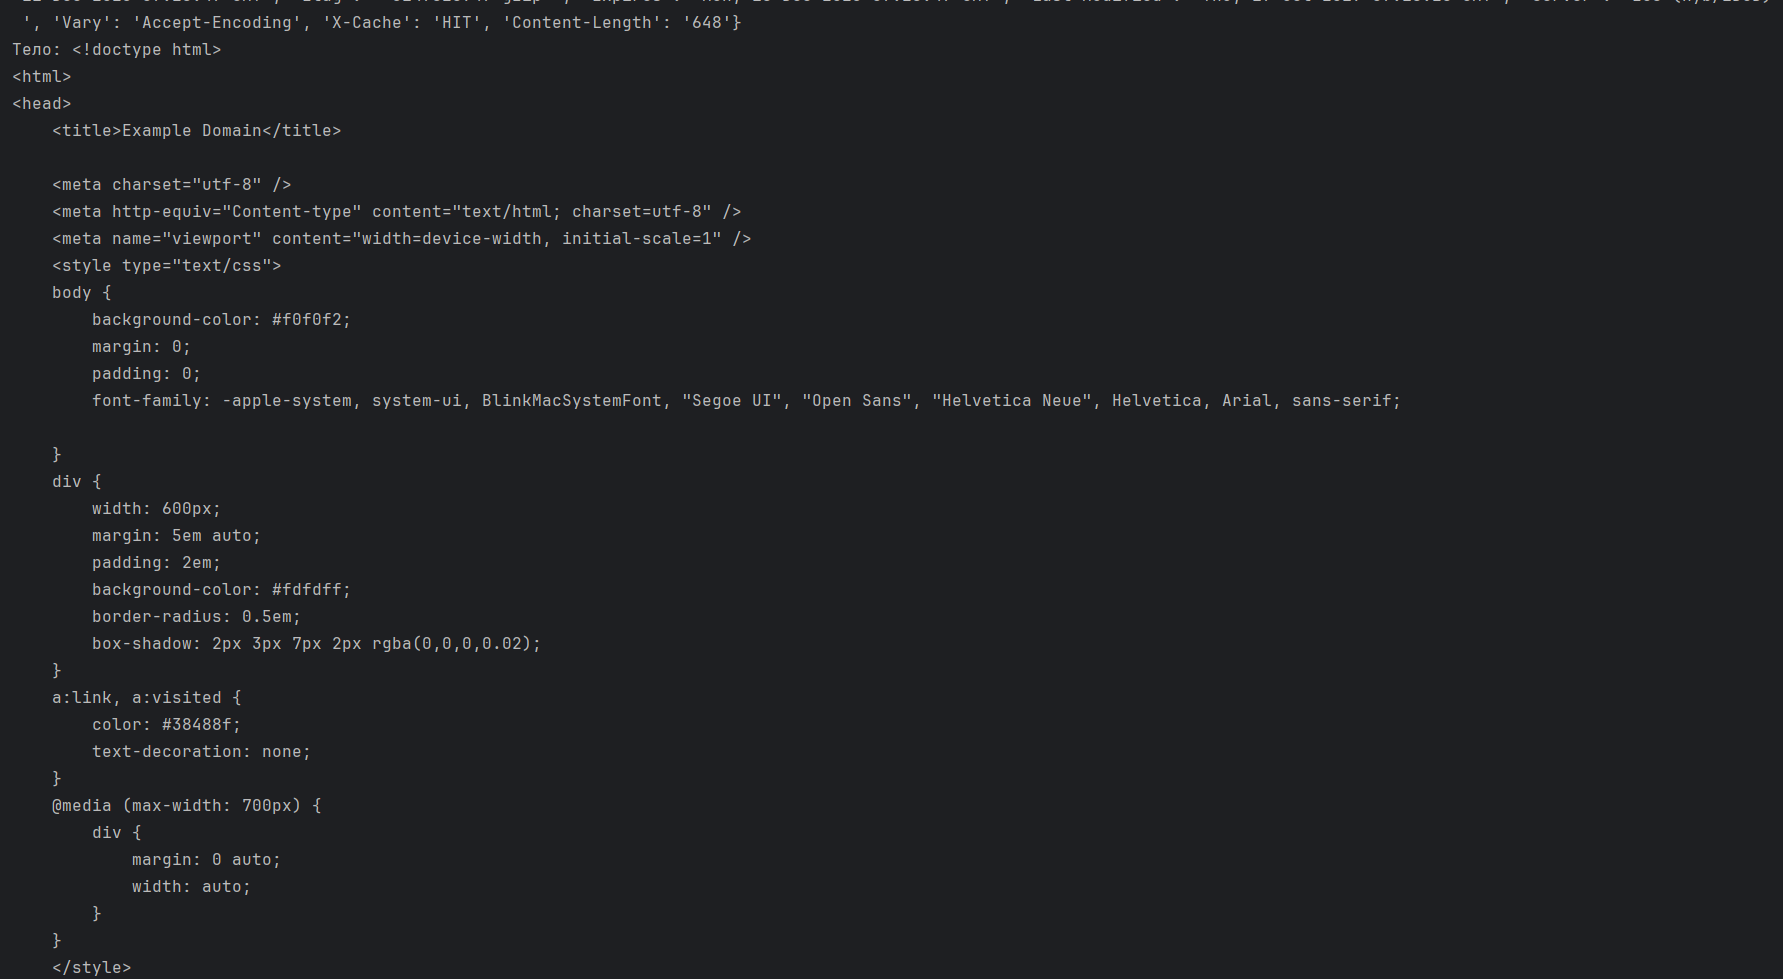 ', 'Vary': 'Accept-Encoding', 'X-Cache': 'HIT', 'Content-Length': '648'}
Тело: <!doctype html>
<html>
<head>
    <title>Example Domain</title>

    <meta charset="utf-8" />
    <meta http-equiv="Content-type" content="text/html; charset=utf-8" />
    <meta name="viewport" content="width=device-width, initial-scale=1" />
    <style type="text/css">
    body {
        background-color: #f0f0f2;
        margin: 0;
        padding: 0;
        font-family: -apple-system, system-ui, BlinkMacSystemFont, "Segoe UI", "Open Sans", "Helvetica Neue", Helvetica, Arial, sans-serif;

    }
    div {
        width: 600px;
        margin: 5em auto;
        padding: 2em;
        background-color: #fdfdff;
        border-radius: 0.5em;
        box-shadow: 2px 3px 7px 2px rgba(0,0,0,0.02);
    }
    a:link, a:visited {
        color: #38488f;
        text-decoration: none;
    }
    @media (max-width: 700px) {
        div {
            margin: 0 auto;
            width: auto;
        }
    }
    </style>